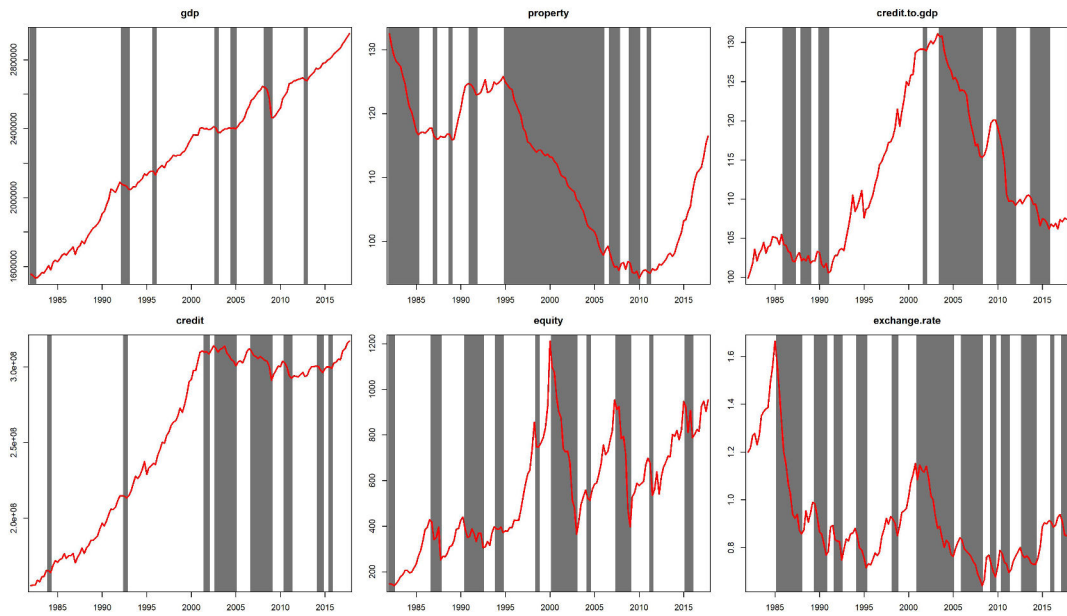 gdp
property
credit.to.gdp
1600000 2000000 2400000 2800000
100 110 120 130
100 105 110 115 120 125 130
1985 1990 1995 2000 2005 2010 2015
1985 1990 1995 2000 2005 2010 2015
1985 1990 1995 2000 2005 2010 2015
credit
equity
exchange.rate
2.0e+08 2.5e+08 3.0e+08
200 400 600 800 1000 1200
0.8 1.0 1.2 1.4 1.6
1985 1990 1995 2000 2005 2010 2015
1985 1990 1995 2000 2005 2010 2015
1985 1990 1995 2000 2005 2010 2015